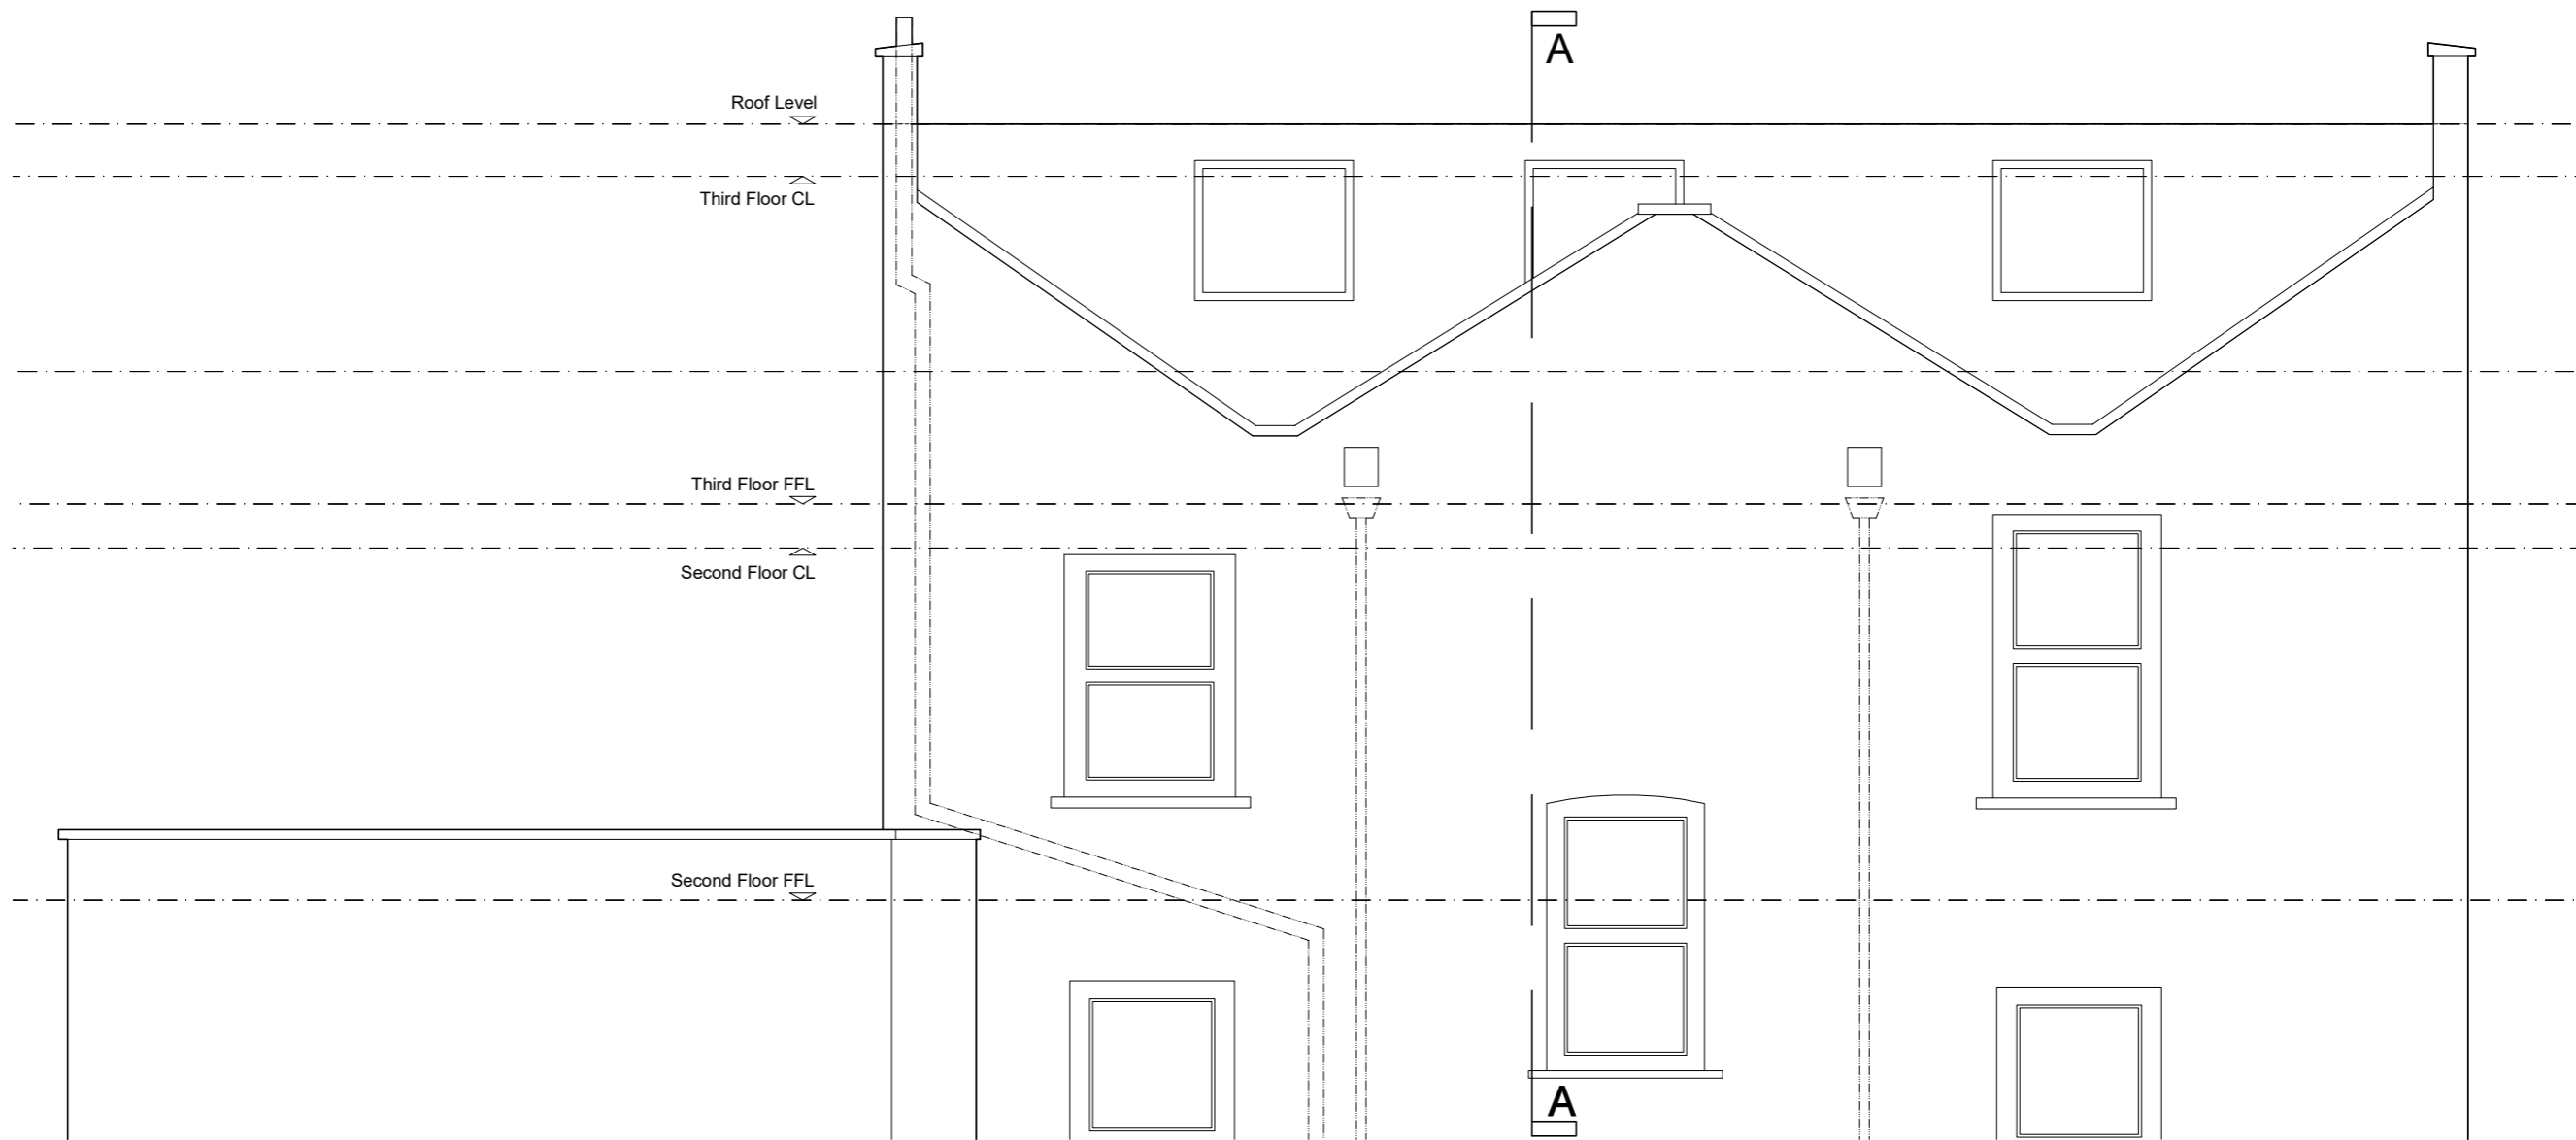 A
Roof Level
Third Floor CL
Third Floor FFL
Second Floor CL
Second Floor FFL
A